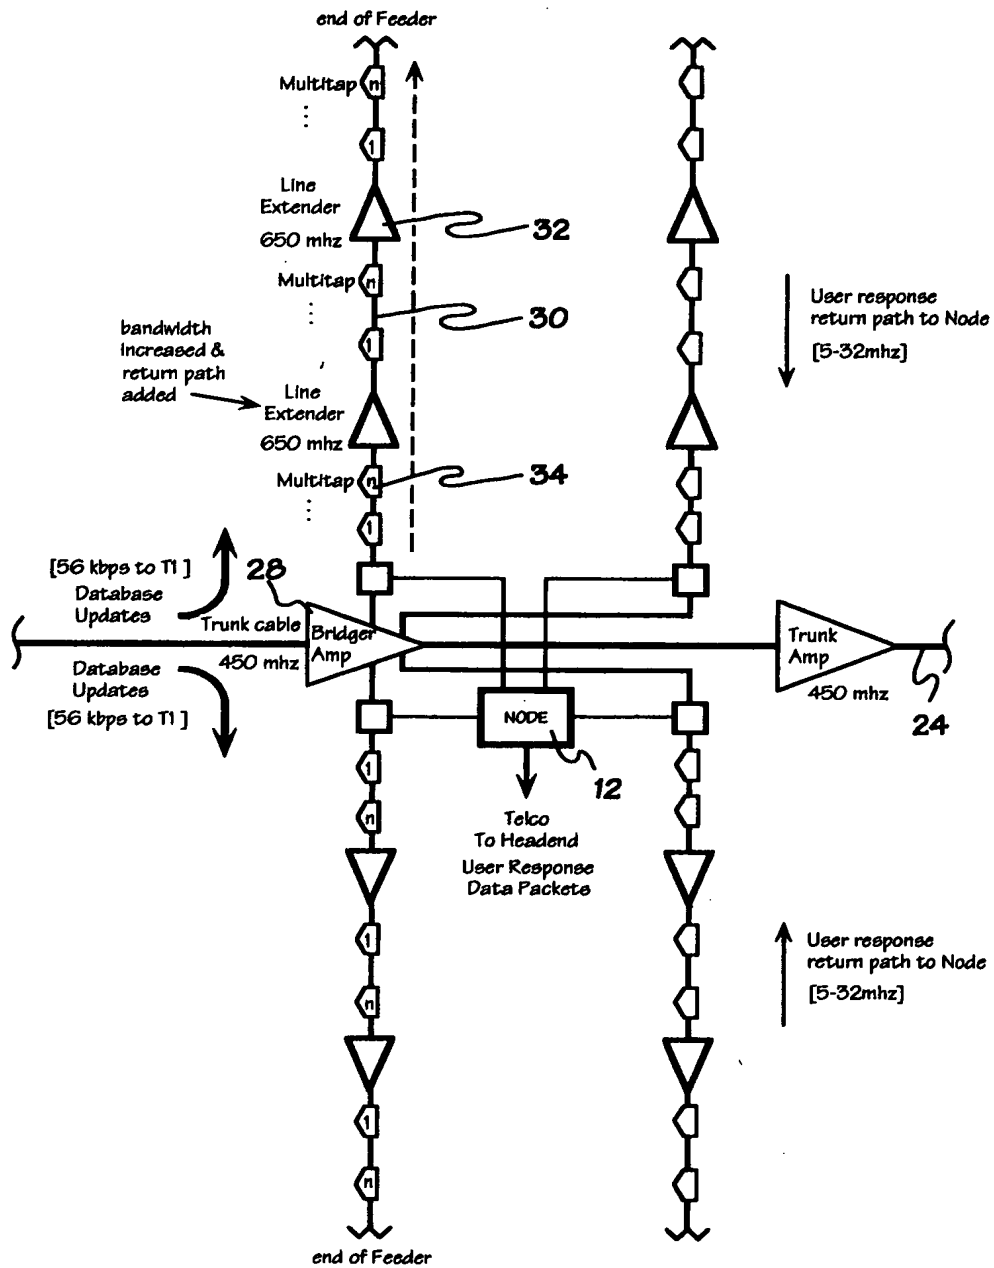 end of Feeder
Multitap n
1
Line
Extender
650 mhz
32
Multitap n
30
1
bandwidth
increased &
return path
added
Line
Extender
650 mhz
Multitap n
34
1
User response
return path to Node
[5-32mhz]
[56 kbps to T1 ]
Database
Updates
28
Trunk cable
450 mhz
Bridger
Amp
Trunk
Amp
450 mhz
24
Database
Updates
[56 kbps to T1 ]
NODE
12
1
n
Telco
To Headend
User Response
Data Packets
1
n
1
n
User response
return path to Node
[5-32mhz]
end of Feeder